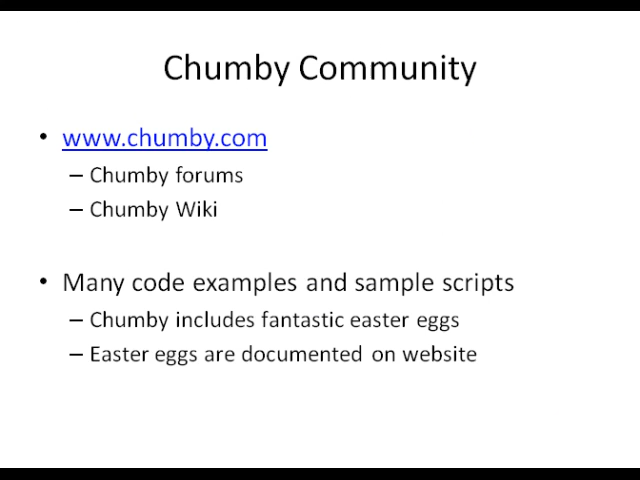 Chumby Community
• www.chumby.com
– Chumby forums
– Chumby Wiki
• Many code examples and sample scripts
– Chumby includes fantastic easter eggs
– Easter eggs are documented on website